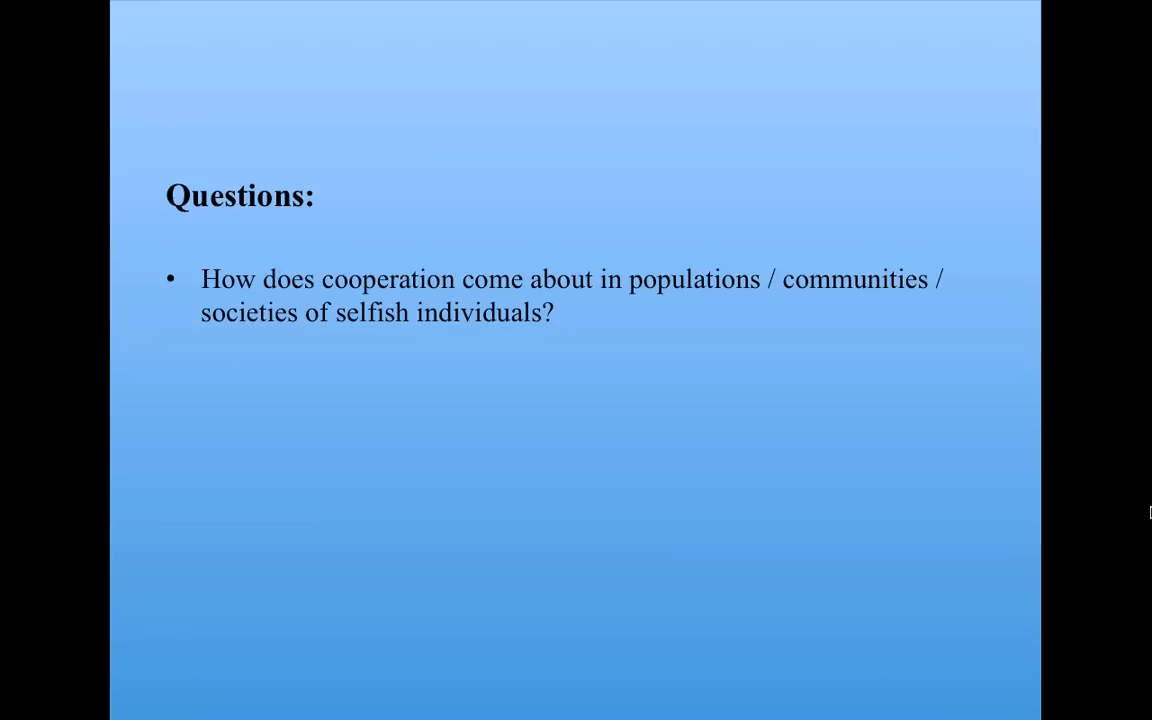 Questions:
• How does cooperation come about in populations / communities /
societies of selfish individuals?